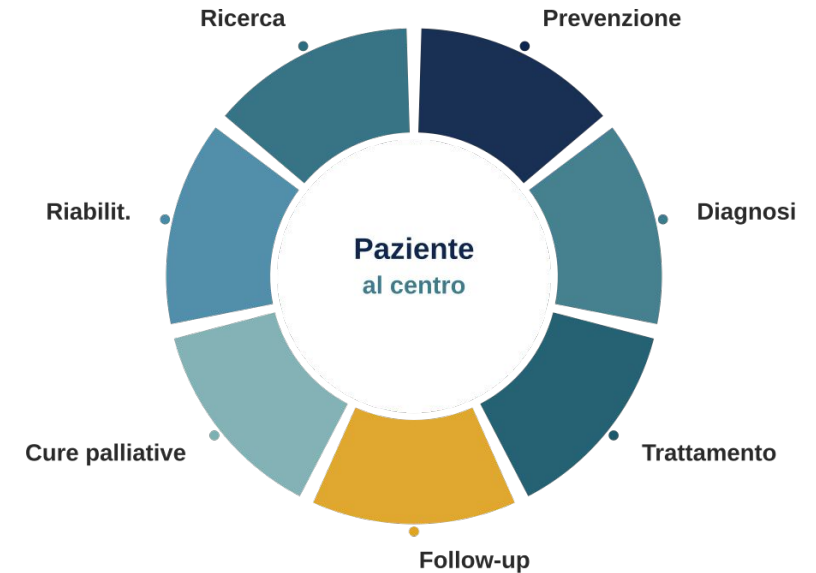 Ricerca
Prevenzione
Riabilit.
Diagnosi
Paziente
al centro
Cure palliative
Trattamento
Follow-up